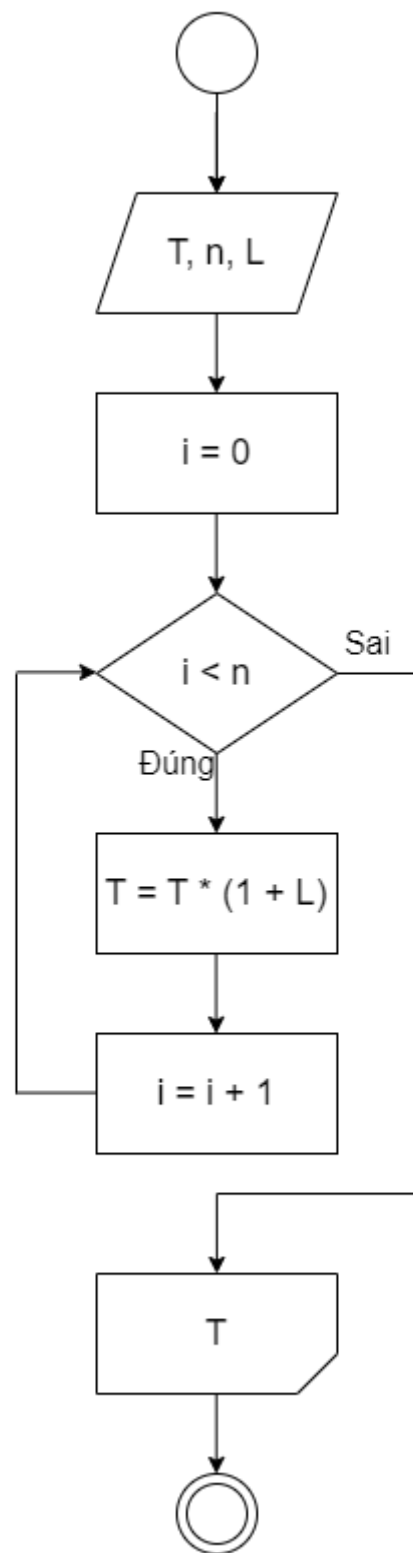 T, n, L
i = 0
i < n
Sai
Đúng
T = T * (1 + L)
i = i + 1
T